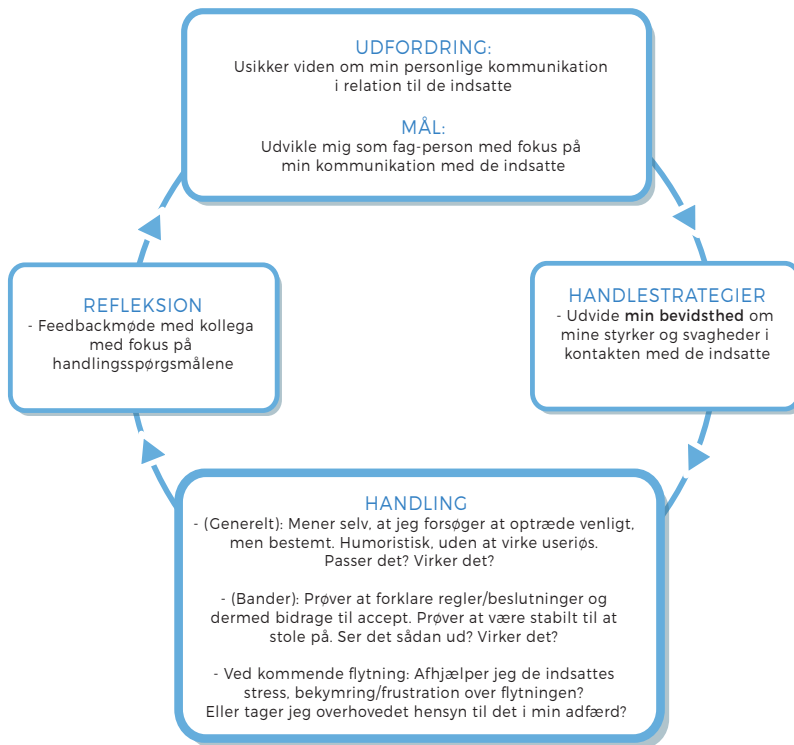 UDFORDRING:
Usikker viden om min personlige kommunikation
i relation til de indsatte
MÅL:
Udvikle mig som fag-person med fokus på
min kommunikation med de indsatte
HANDLESTRATEGIER
- Udvide min bevidsthed om
mine styrker og svagheder i
kontakten med de indsatte
HANDLING
- (Generelt): Mener selv, at jeg forsøger at optræde venligt,
men bestemt. Humoristisk, uden at virke useriøs.
Passer det? Virker det?
- (Bander): Prøver at forklare regler/beslutninger og
dermed bidrage til accept. Prøver at være stabilt til at
stole på. Ser det sådan ud? Virker det?
- Ved kommende flytning: Afhjælper jeg de indsattes
stress, bekymring/frustration over flytningen?
Eller tager jeg overhovedet hensyn til det i min adfærd?
REFLEKSION
- Feedbackmøde med kollega
med fokus på
handlingsspørgsmålene